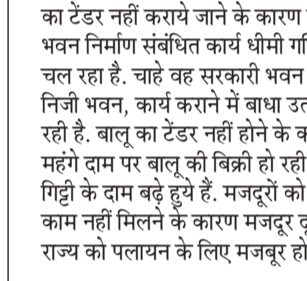 का टेंडर नहीं कराये जाने के कारण
भवन निर्माण संबंधित कार्य धीमी
चल रहा है. चाहे वह सरकारी भवन
निजी भवन, कार्य कराने में बाधा
रही है. बालू का टेंडर नहीं होने के
महंगे दाम पर बालू की बिक्री हो रही
गिट्टी के दाम बढ़े हुये हैं. मजदूरों को
काम नहीं मिलने के कारण मजदूर
राज्य को पलायन के लिए मजबूर हो